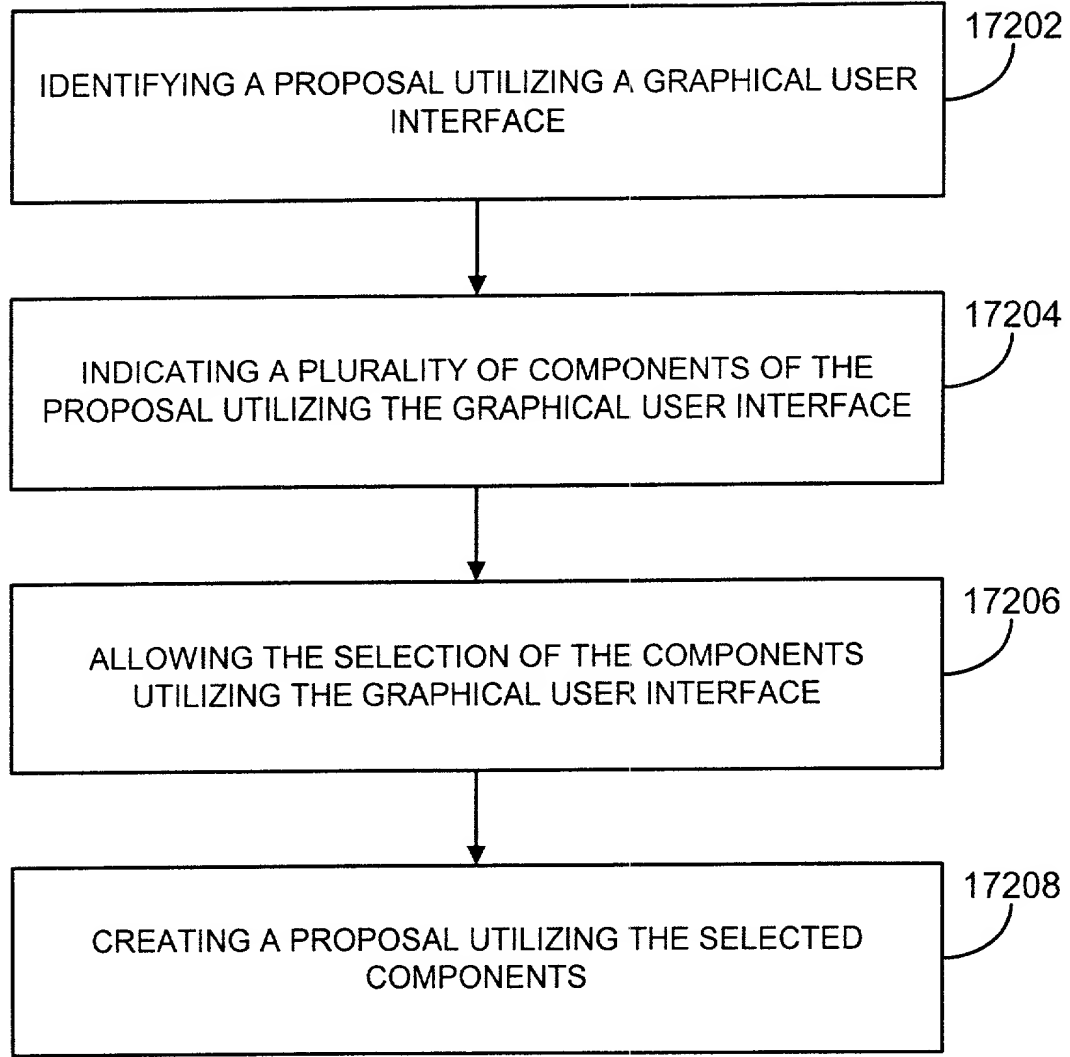 17202
IDENTIFYING A PROPOSAL UTILIZING A GRAPHICAL USER
INTERFACE
17204
INDICATING A PLURALITY OF COMPONENTS OF THE
PROPOSAL UTILIZING THE GRAPHICAL USER INTERFACE
17206
ALLOWING THE SELECTION OF THE COMPONENTS
UTILIZING THE GRAPHICAL USER INTERFACE
17208
CREATING A PROPOSAL UTILIZING THE SELECTED
COMPONENTS